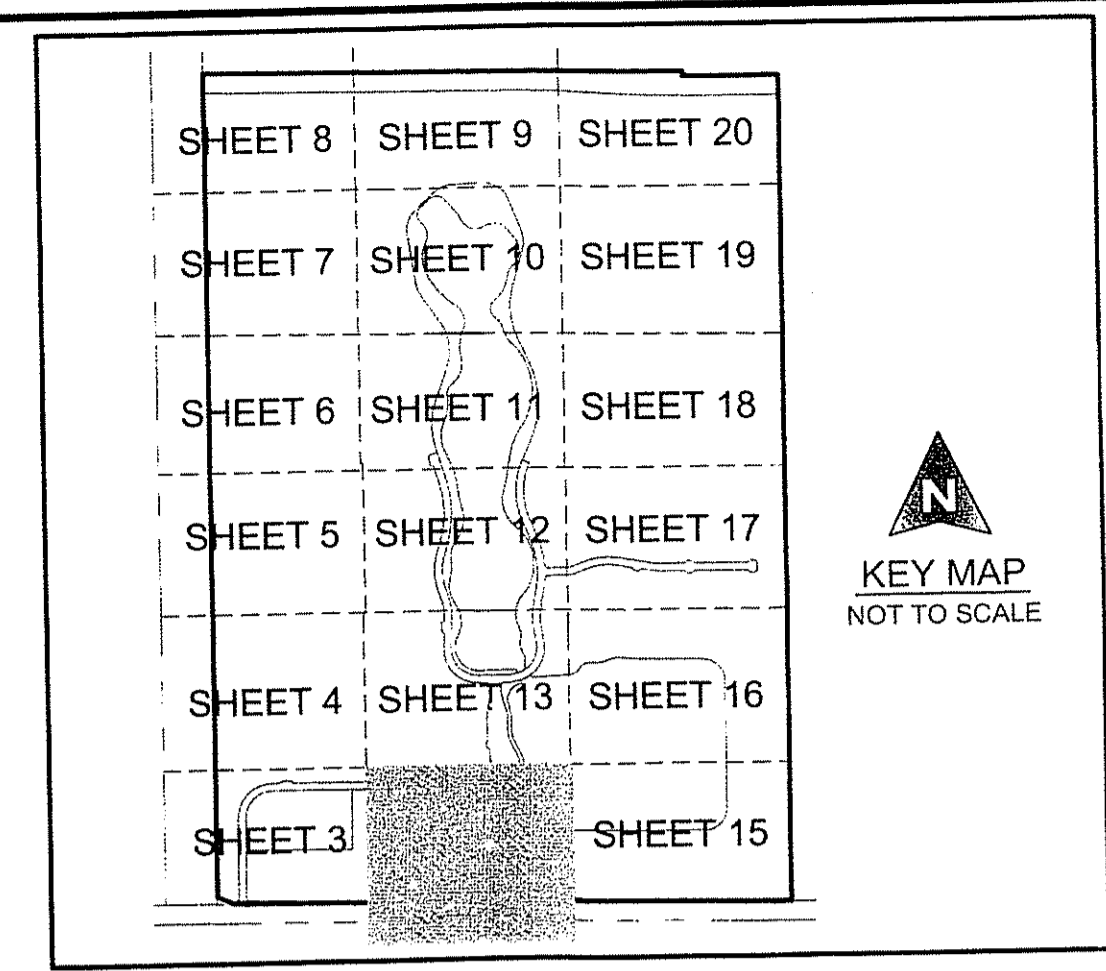 SHEET 8 SHEET 9 SHEET 20
SHEET 7 SHEET 10 SHEET 19
SHEET 6 SHEET 11 SHEET 18
SHEET 5 SHEET 12 SHEET 17
SHEET 4 SHEET 13 SHEET 16
SHEET 3 SHEET 15
N
KEY MAP
NOT TO SCALE